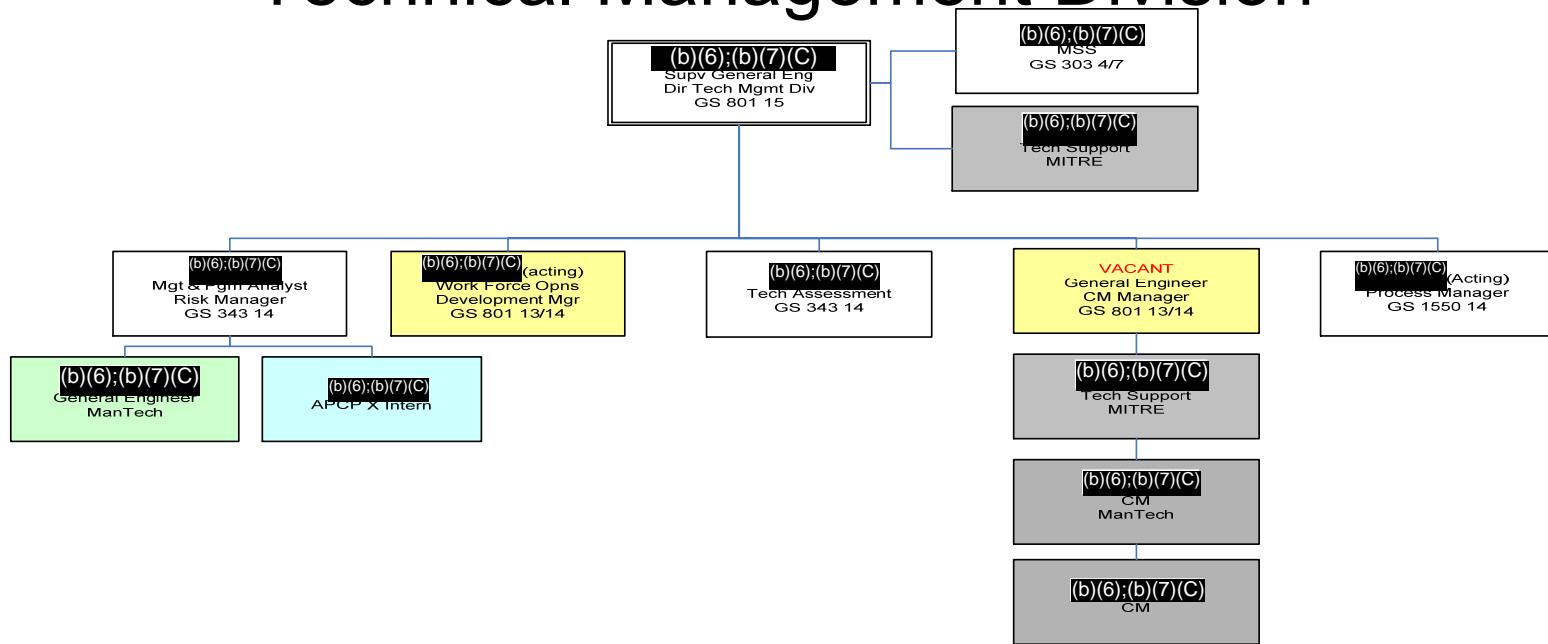 Technical Management Division
(b)(6);(b)(7)(C)
Supv General Eng
Dir Tech Mgmt Div
GS 801 15
(b)(6);(b)(7)(C)
MSS
GS 303 4/7
(b)(6);(b)(7)(C)
Tech Support
MITRE
(b)(6);(b)(7)(C)
Mgt & Pgm Analyst
Risk Manager
GS 343 14
(b)(6);(b)(7)(C) (acting)
Work Force Opns
Development Mgr
GS 801 13/14
(b)(6);(b)(7)(C)
Tech Assessment
GS 343 14
VACANT
General Engineer
CM Manager
GS 801 13/14
(b)(6);(b)(7)(C) (Acting)
Process Manager
GS 1550 14
(b)(6);(b)(7)(C)
General Engineer
ManTech
(b)(6);(b)(7)(C)
APCP X Intern
(b)(6);(b)(7)(C)
Tech Support
MITRE
(b)(6);(b)(7)(C)
CM
ManTech
(b)(6);(b)(7)(C)
CM